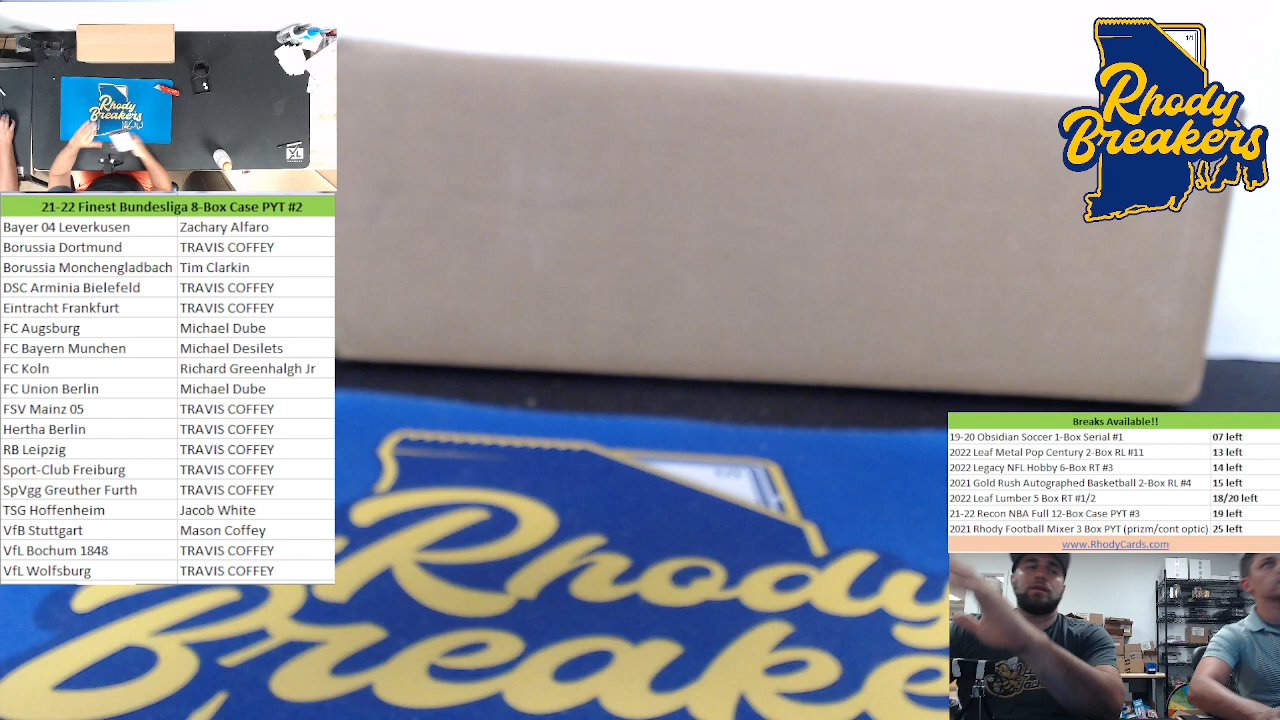 Rhody
Breakers
21-22 Finest Bundesliga 8-Box Case PYT #2
Bayer 04 Leverkusen Zachary Alfaro
Borussia Dortmund TRAVIS COFFEY
Borussia Monchengladbach Tim Clarkin
DSC Arminia Bielefeld TRAVIS COFFEY
Eintracht Frankfurt TRAVIS COFFEY
FC Augsburg Michael Dube
FC Bayern Munchen Michael Desilets
FC Koln Richard Greenhalgh Jr
FC Union Berlin Michael Dube
FSV Mainz 05 TRAVIS COFFEY
Hertha Berlin TRAVIS COFFEY
RB Leipzig TRAVIS COFFEY
Sport-Club Freiburg TRAVIS COFFEY
SpVgg Greuther Furth TRAVIS COFFEY
TSG Hoffenheim Jacob White
VfB Stuttgart Mason Coffey
VfL Bochum 1848 TRAVIS COFFEY
VfL Wolfsburg TRAVIS COFFEY
1/1
Rhody
Breakers
Breaks Available!!
19-20 Obsidian Soccer 1-Box Serial #1 07 left
2022 Leaf Metal Pop Century 2-Box RL #11 13 left
2022 Legacy NFL Hobby 6-Box RT #3 14 left
2021 Gold Rush Autographed Basketball 2-Box RL #4 15 left
2022 Leaf Lumber 5 Box RT #1/2 18/20 left
21-22 Recon NBA Full 12-Box Case PYT #3 19 left
2021 Rhody Football Mixer 3 Box PYT (prizm/cont optic) 25 left
www.RhodyCards.com
Rhody
Breake